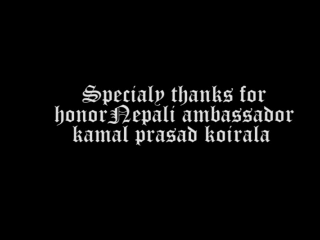 Specialy thanks for
honorNepali ambassador
kamal prasad koirala